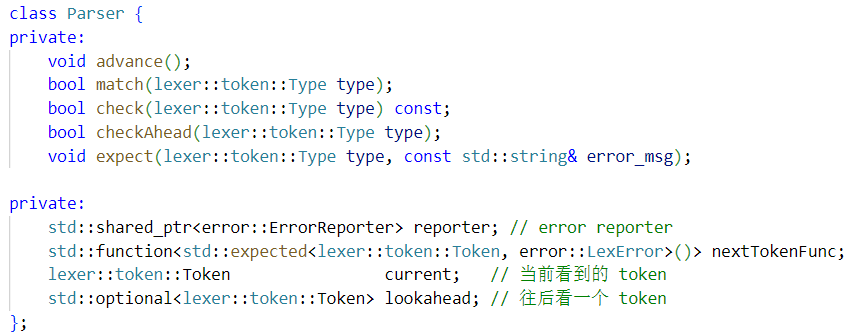 class Parser {
private:
    void advance();
    bool match(lexer::token::Type type);
    bool check(lexer::token::Type type) const;
    bool checkAhead(lexer::token::Type type);
    void expect(lexer::token::Type type, const std::string& error_msg);

private:
    std::shared_ptr<error::ErrorReporter> reporter; // error reporter
    std::function<std::expected<lexer::token::Token, error::LexError>()> nextTokenFunc;
    lexer::token::Token                current;   // 当前看到的 token
    std::optional<lexer::token::Token> lookahead; // 往后看一个 token
};